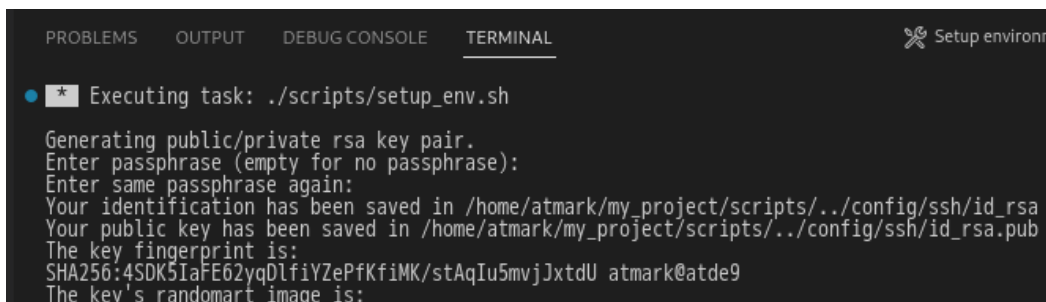 PROBLEMS OUTPUT DEBUG CONSOLE TERMINAL Setup environm
* Executing task: ./scripts/setup_env.sh
Generating public/private rsa key pair.
Enter passphrase (empty for no passphrase):
Enter same passphrase again:
Your identification has been saved in /home/atmark/my_project/scripts/../config/ssh/id_rsa
Your public key has been saved in /home/atmark/my_project/scripts/../config/ssh/id_rsa.pub
The key fingerprint is:
SHA256:4SDK5IaFE62yqDlfiYZePfKfiMK/stAqIu5mvjJxtdU atmark@atde9
The key's randomart image is: